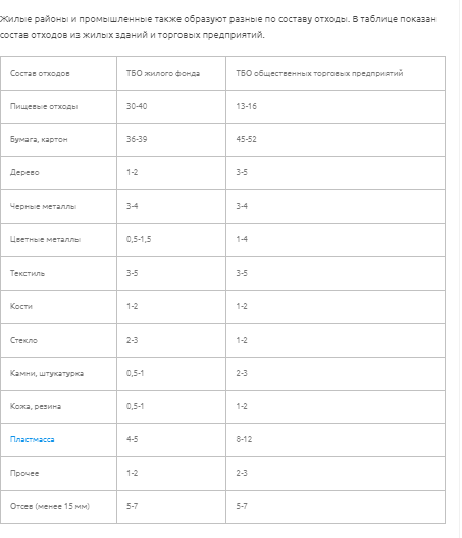 Жилые районы и промышленные также образуют разные по составу отходы. В таблице показан
состав отходов из жилых зданий и торговых предприятий.
Состав отходов ТБО жилого фонда ТБО общественных торговых предприятий
Пищевые отходы 30-40 13-16
Бумага, картон 36-39 45-52
Дерево 1-2 3-5
Черные металлы 3-4 3-4
Цветные металлы 0,5-1,5 1-4
Текстиль 3-5 3-5
Кости 1-2 1-2
Стекло 2-3 1-2
Камни, штукатурка 0,5-1 2-3
Кожа, резина 0,5-1 1-2
Пластмасса 4-5 8-12
Прочее 1-2 2-3
Отсев (менее 15 мм) 5-7 5-7